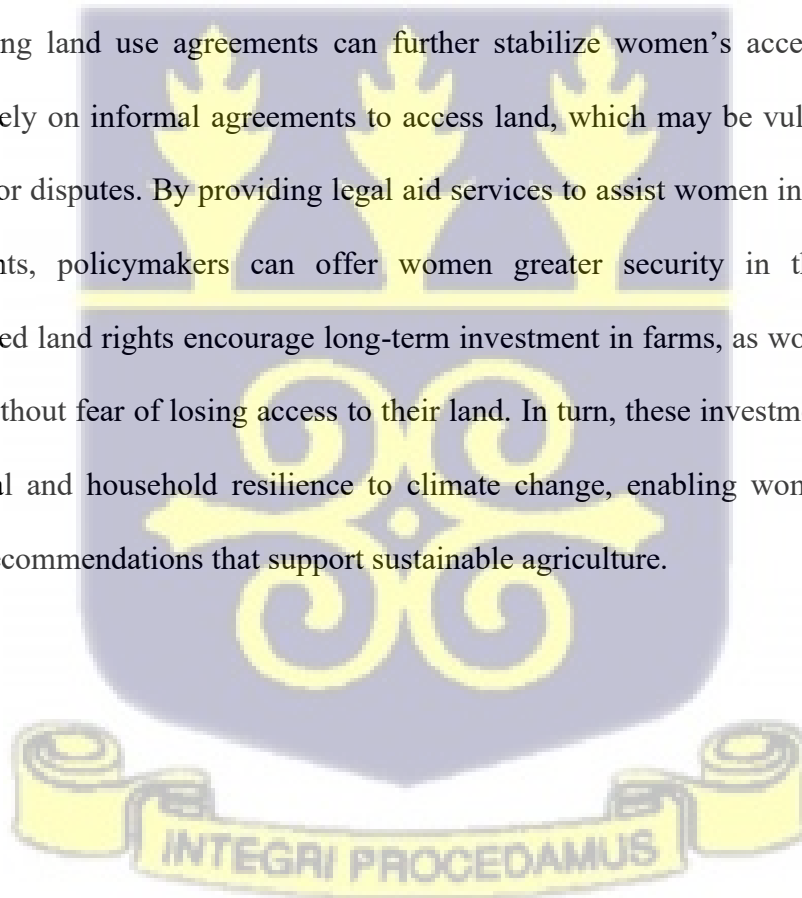 ing land use agreements can further stabilize women’s acce
ely on informal agreements to access land, which may be vul
or disputes. By providing legal aid services to assist women in
nts, policymakers can offer women greater security in th
ed land rights encourage long-term investment in farms, as wo
ithout fear of losing access to their land. In turn, these investm
al and household resilience to climate change, enabling wom
ecommendations that support sustainable agriculture.
INTEGRI PROCEDAMUS